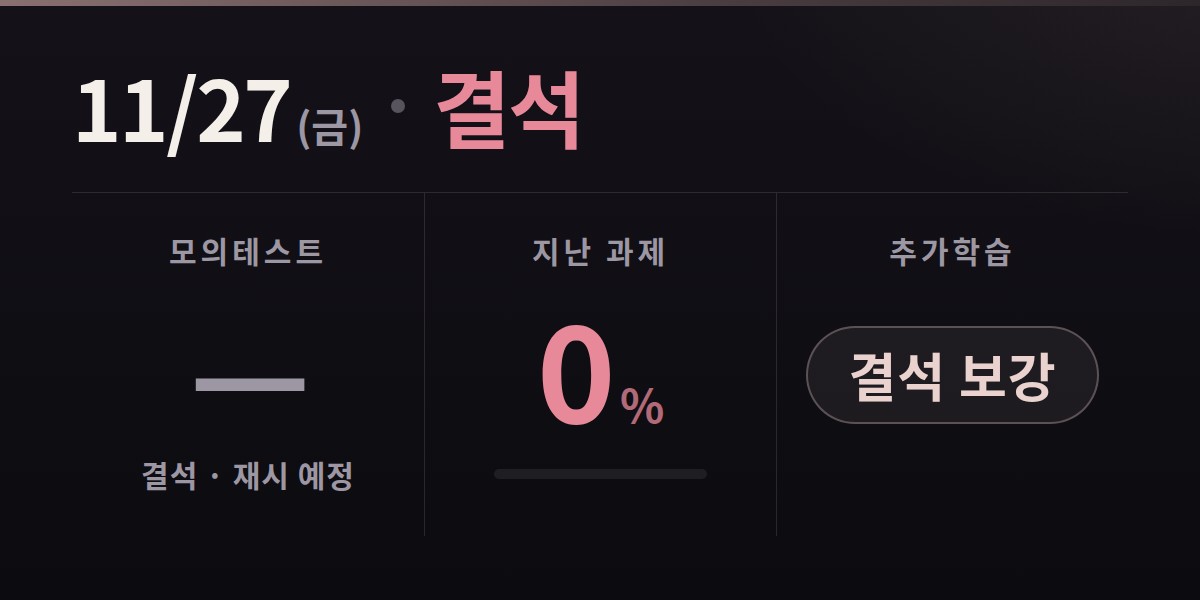 11/27(금) · 결석
모의테스트
—
결석 · 재시 예정
지난 과제
0%
추가학습
결석 보강